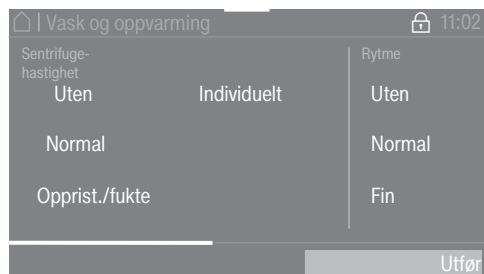 | Vask og oppvarming 11:02
Sentrifuge-
hastighet
Rytme
Uten Individuelt Uten
Normal Normal
Opprist./fukte Fin
Utfør